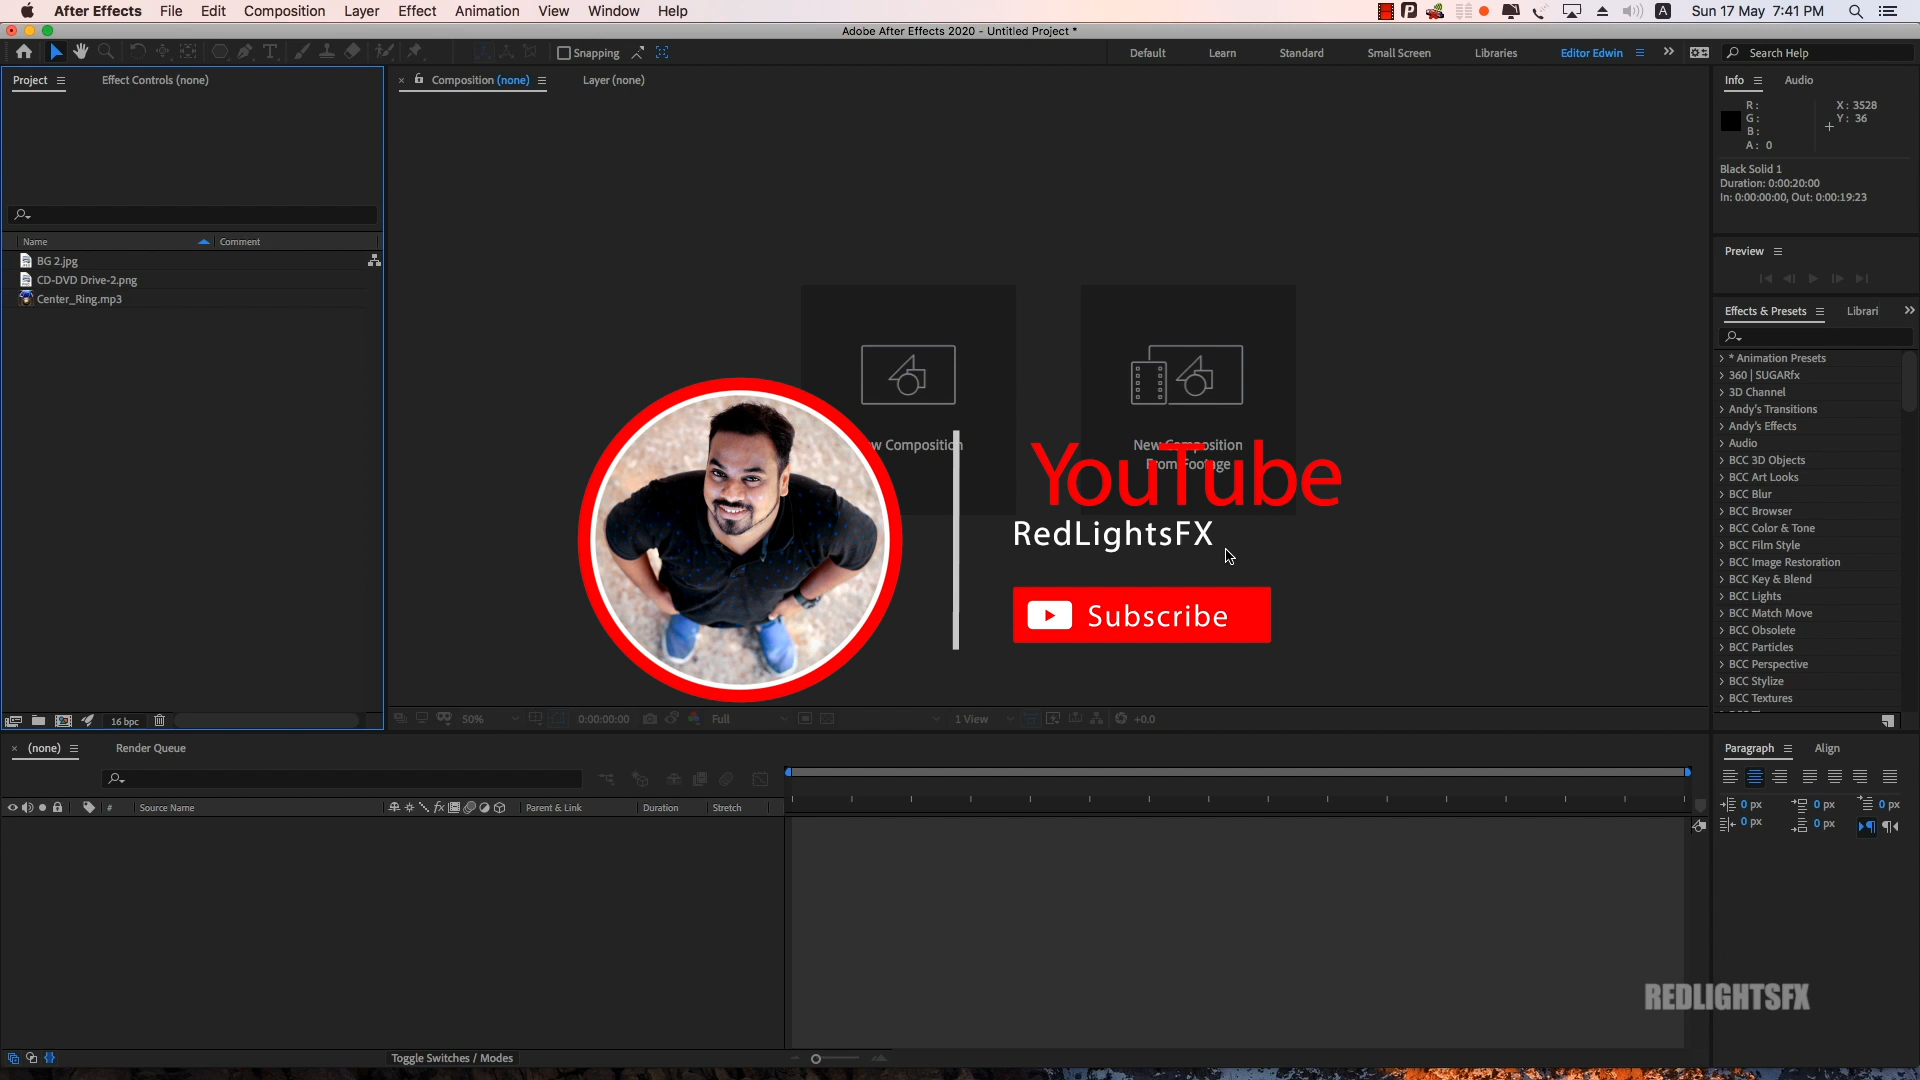 After Effects File Edit Composition Layer Effect Animation View Window Help
A Sun 17 May 7:41 PM
Adobe After Effects 2020 - Untitled Project *
Snapping
Default Learn Standard Small Screen Libraries Editor Edwin
Search Help
Project Effect Controls (none)
Composition (none) Layer (none)
Info Audio
R:
G:
B:
A: 0
X: 3528
Y: 36
Black Solid 1
Duration: 0:00:20:00
In: 0:00:00:00, Out: 0:00:19:23
Name Comment
BG 2.jpg
CD-DVD Drive-2.png
Center_Ring.mp3
Preview
Effects & Presets Librari
* Animation Presets
360 | SUGARfx
3D Channel
Andy's Transitions
Andy's Effects
Audio
BCC 3D Objects
BCC Art Looks
BCC Blur
BCC Browser
BCC Color & Tone
BCC Film Style
BCC Image Restoration
BCC Key & Blend
BCC Lights
BCC Match Move
BCC Obsolete
BCC Particles
BCC Perspective
BCC Stylize
BCC Textures
w Composition
New Composition
From Footage
YouTube
RedLightsFX
Subscribe
16 bpc
50% 0:00:00:00 Full 1 View +0.0
(none) Render Queue
# Source Name Parent & Link Duration Stretch
Paragraph Align
0 px 0 px 0 px
0 px 0 px
REDLIGHTSFX
Toggle Switches / Modes